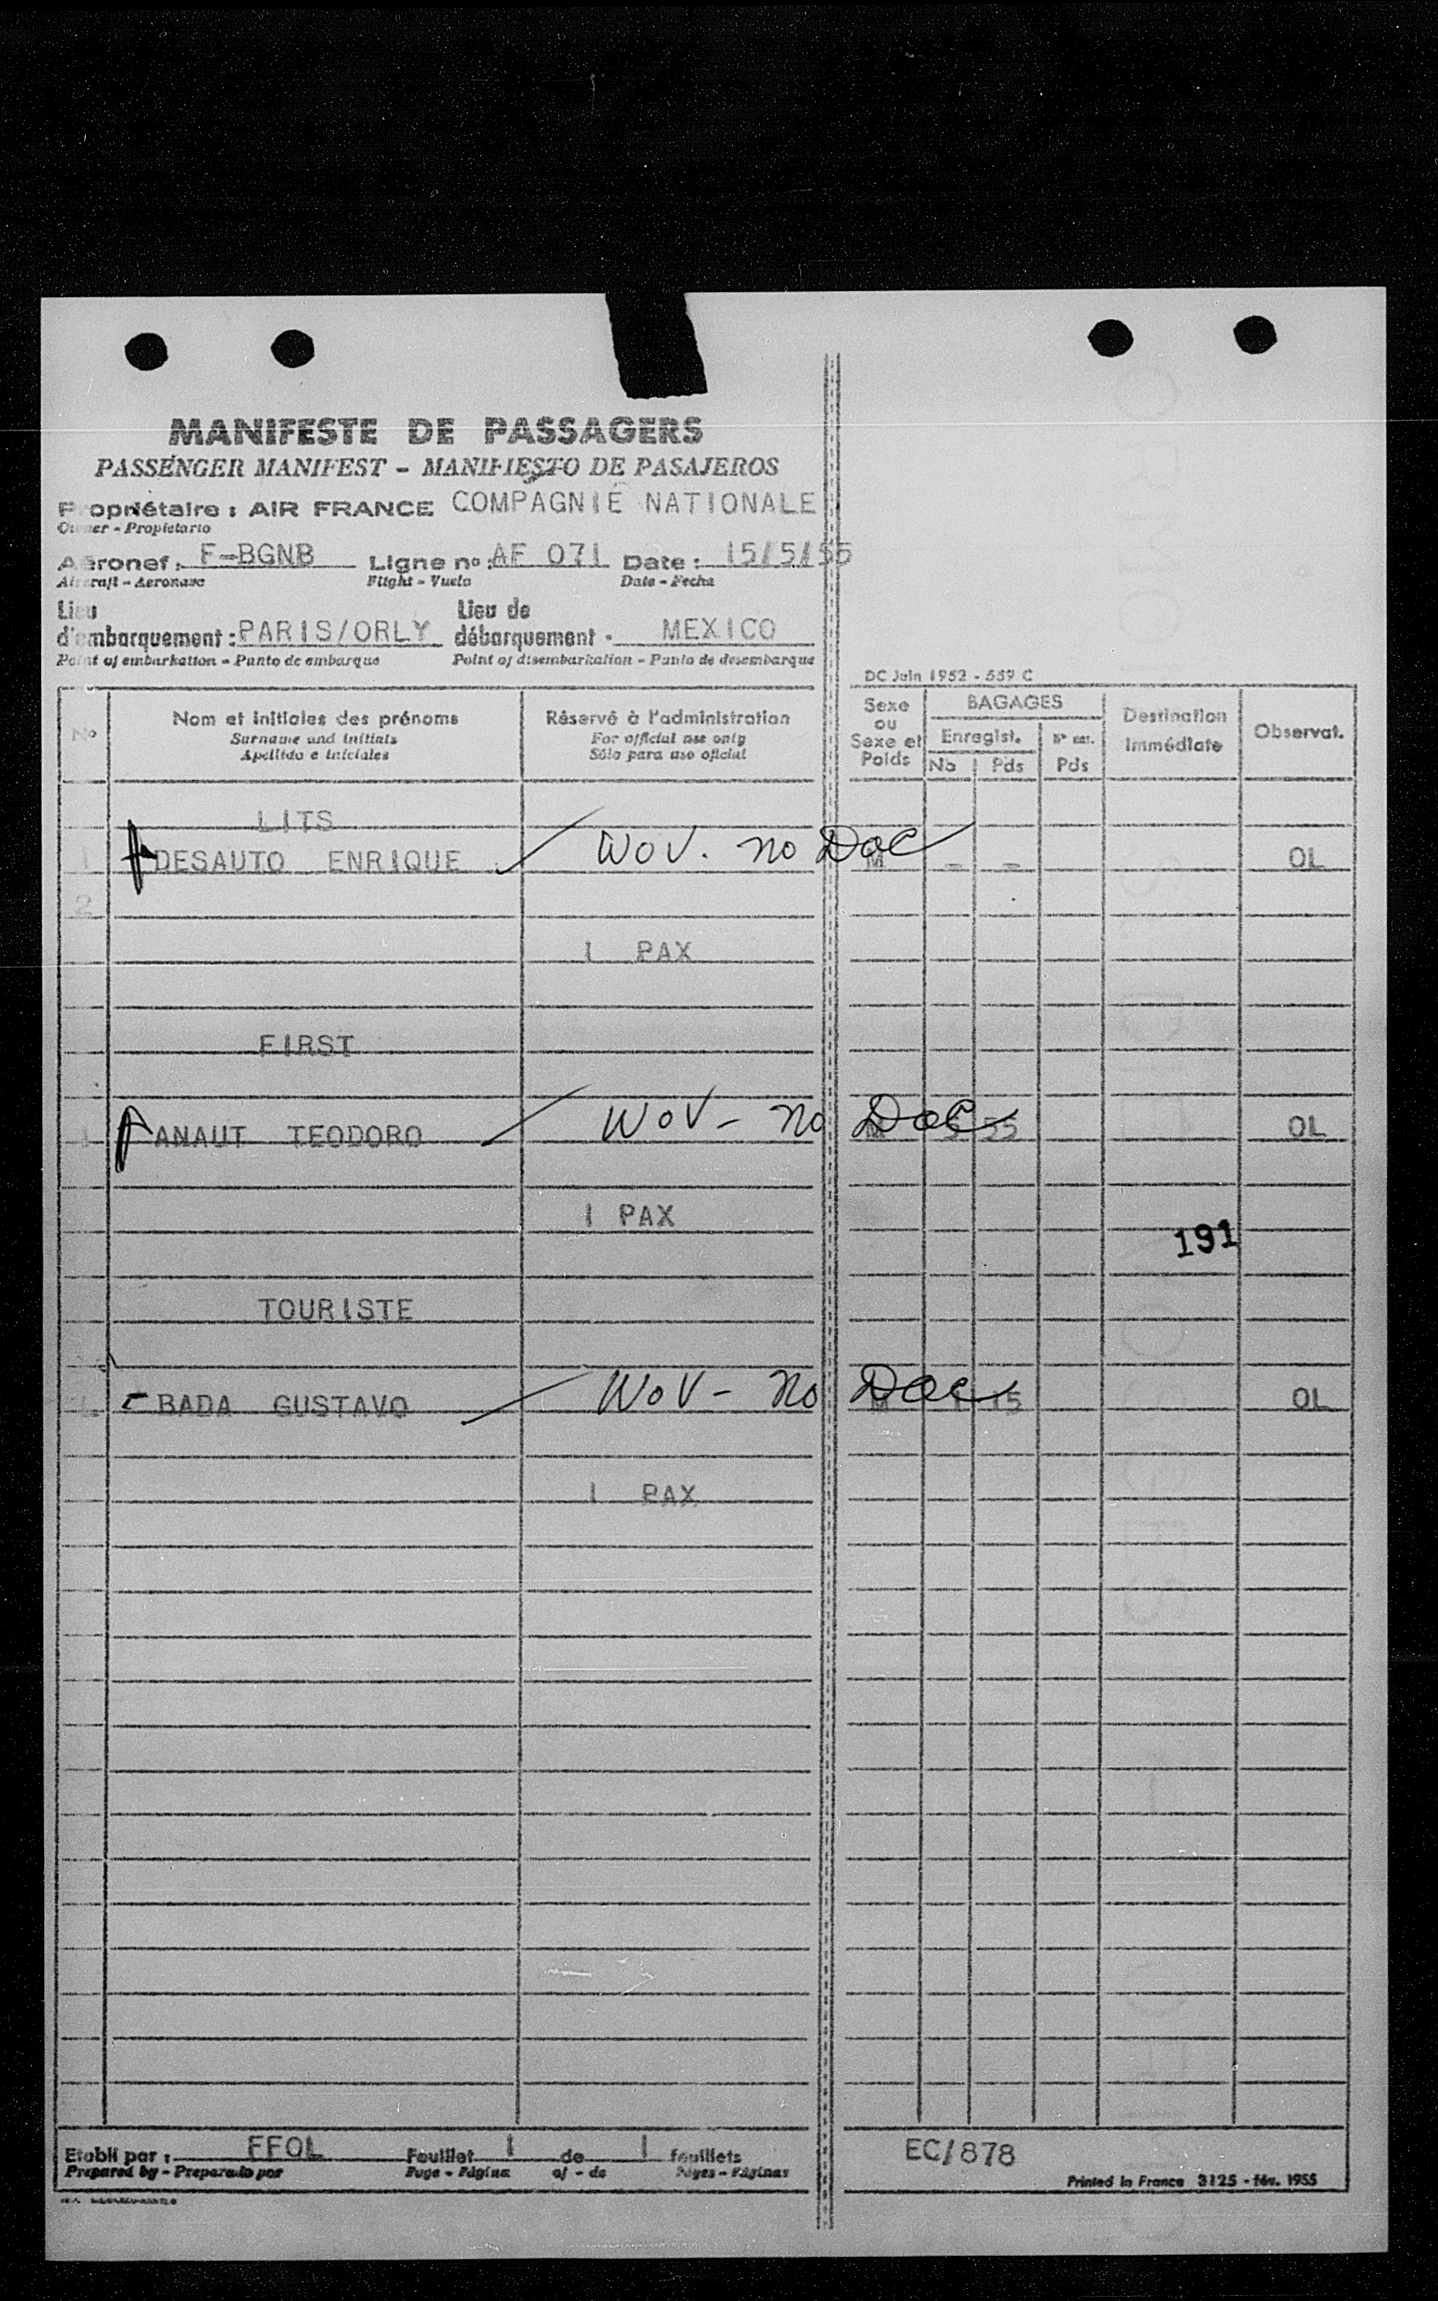 MANIFESTE DE PASSAGERS
PASSENGER MANIFEST - MANIFIESTO DE PASAJEROS
Propriétaire : AIR FRANCE COMPAGNIE NATIONALE
Owner - Propietario
Aéronef : F-BGNB Ligne no : AF 071 Date : 15/5/55
Aircraft - Aeronave Flight - Vuelo Date - Fecha
Lieu d'embarquement : PARIS/ORLY Lieu de débarquement - MEXICO
Point of embarkation - Punto de embarque Point of disembarkation - Punto de desembarque
DC Juin 1952 - 559 C
No Nom et initiales des prénoms Réservé à l'administration Sexe ou Sexe et Poids BAGAGES Destination immédiate Observat.
Surname and initials For official use only Enregist.
Apellido e iniciales Sólo para uso oficial No Pds Pds
LITS
1 DESAUTO ENRIQUE WOV. no Doc M - - OL
2
1 PAX
FIRST
ANAUT TEODORO WOV - no Doc M 55 OL
1 PAX
191
TOURISTE
BADA GUSTAVO WOV - no Doc M 1 15 OL
1 PAX
Etabli par : FFOL Feuillet 1 de 1 feuillets EC/878
Prepared by - Preparado por Page - Página of - de Pages - Páginas
Printed in France 3125 - fév. 1955